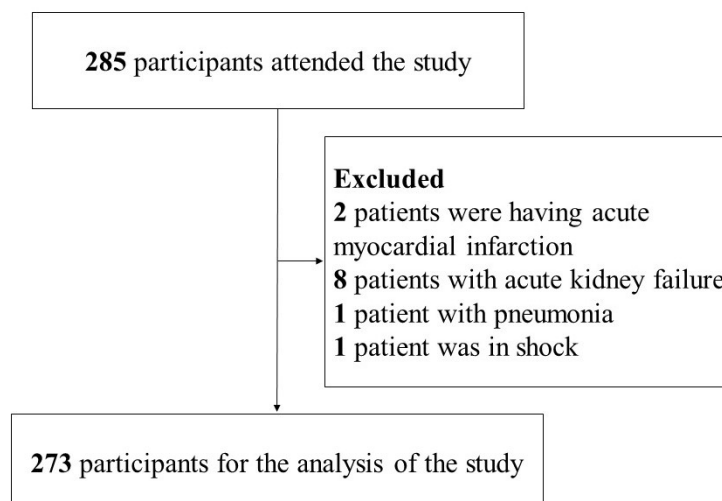 285 participants attended the study
Excluded
2 patients were having acute
myocardial infarction
8 patients with acute kidney failure
1 patient with pneumonia
1 patient was in shock
273 participants for the analysis of the study